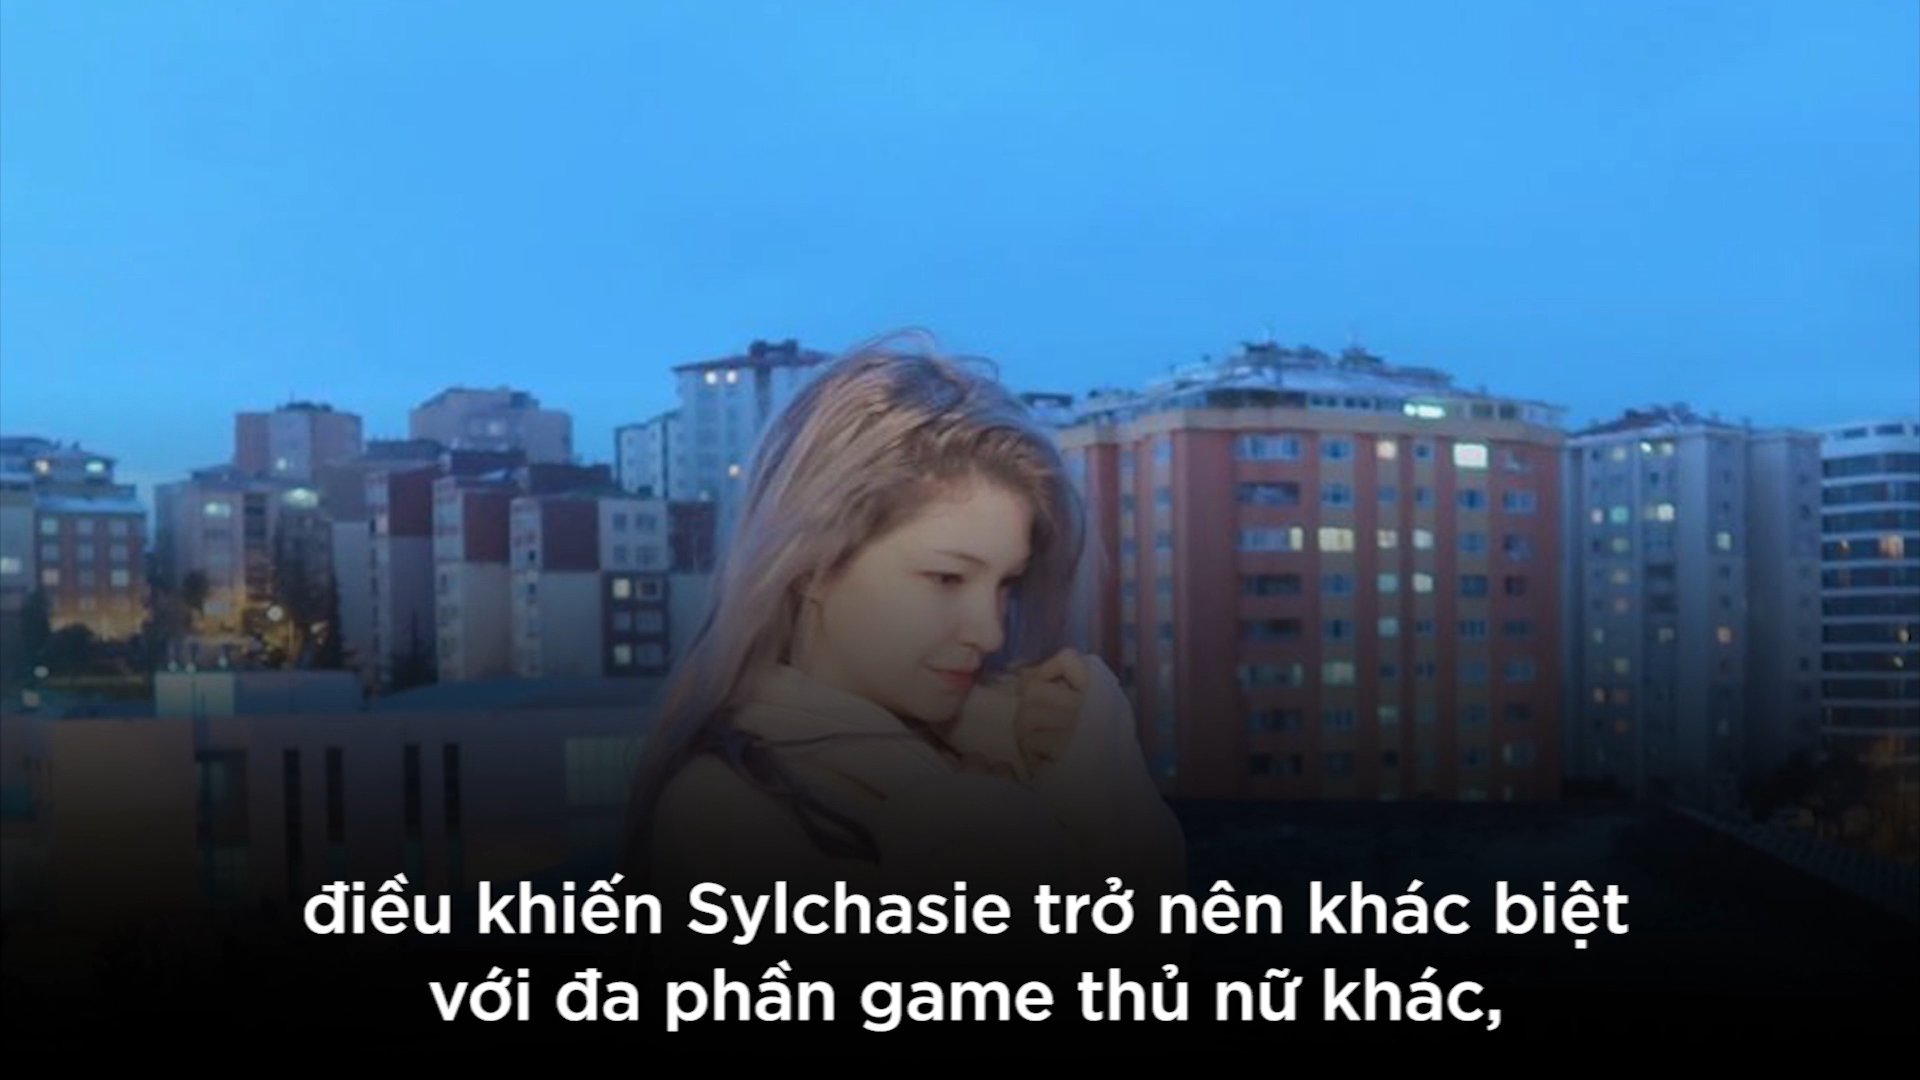 điều khiến Sylchasie trở nên khác biệt
với đa phần game thủ nữ khác,